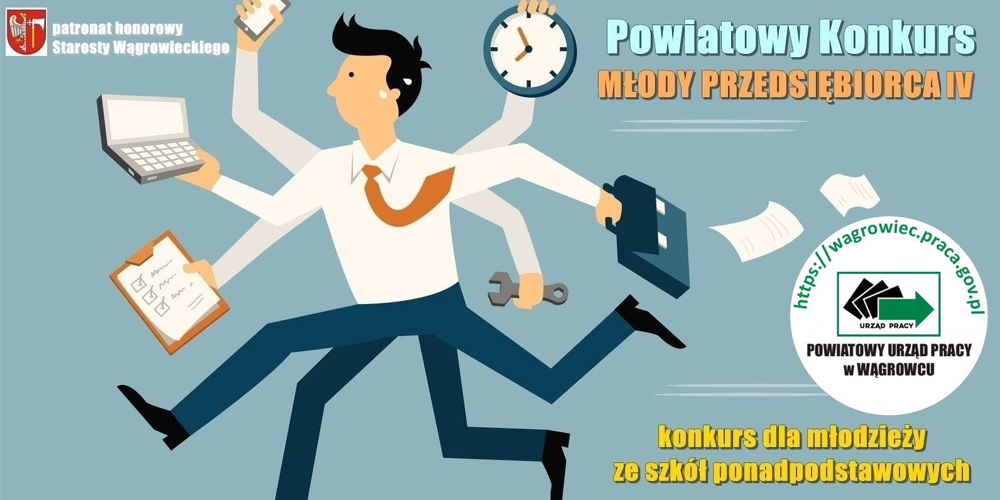 patronat honorowy
Starosty Wągrowieckiego
Powiatowy Konkurs
MŁODY PRZEDSIĘBIORCA IV
https://wagrowiec.praca.gov.pl
URZĄD PRACY
POWIATOWY URZĄD PRACY
w WĄGROWCU
konkurs dla młodzieży
ze szkół ponadpodstawowych